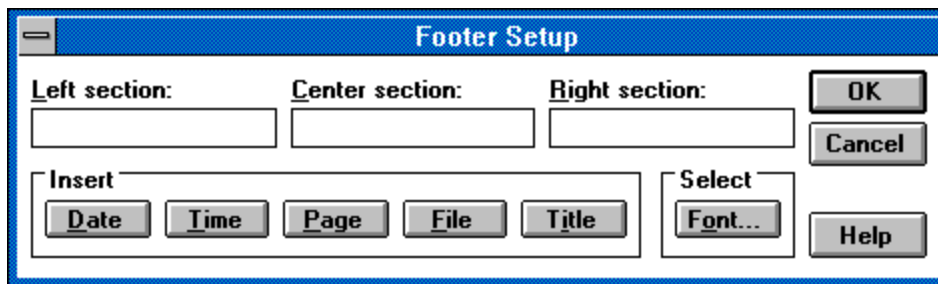 Footer Setup
Left section: Center section: Right section: OK
Cancel
Insert Select
Date Time Page File Title Font... Help